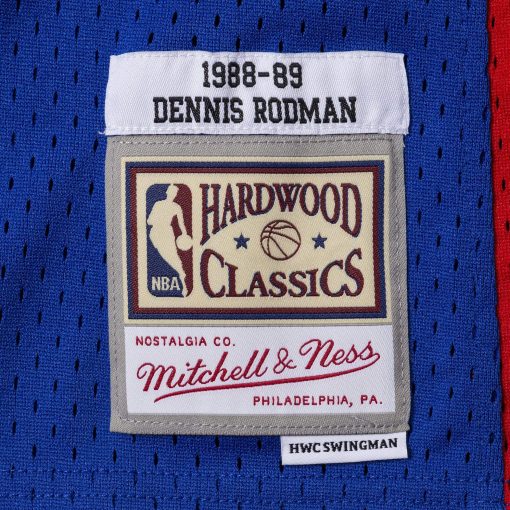 1988-89
DENNIS RODMAN
HARDWOOD
CLASSICS
NBA
NOSTALGIA CO.
Mitchell & Ness
PHILADELPHIA, PA.
HWC SWINGMAN